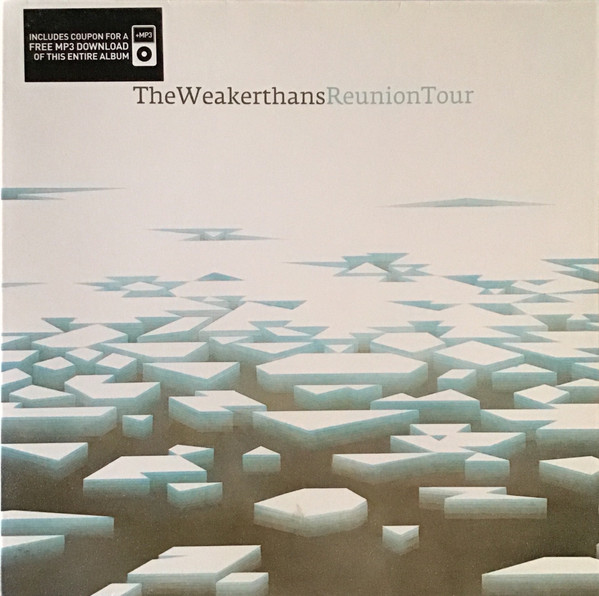 INCLUDES COUPON FOR A
FREE MP3 DOWNLOAD
OF THIS ENTIRE ALBUM
+MP3
TheWeakerthansReunionTour